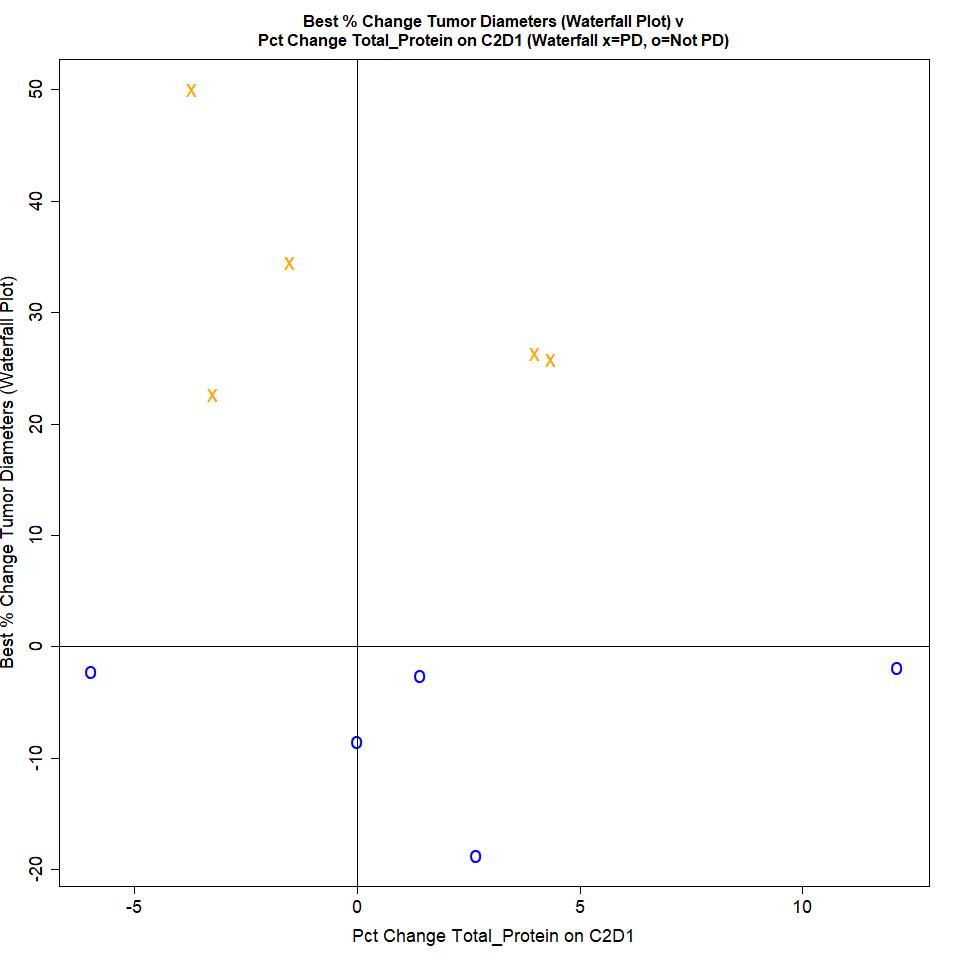 Best % Change Tumor Diameters (Waterfall Plot) v
Pct Change Total_Protein on C2D1 (Waterfall x=PD, o=Not PD)
Best % Change Tumor Diameters (Waterfall Plot)
50
40
30
20
10
0
-10
-20
X
X
X
X
X
O
O
O
O
O
-5
0
5
10
Pct Change Total_Protein on C2D1